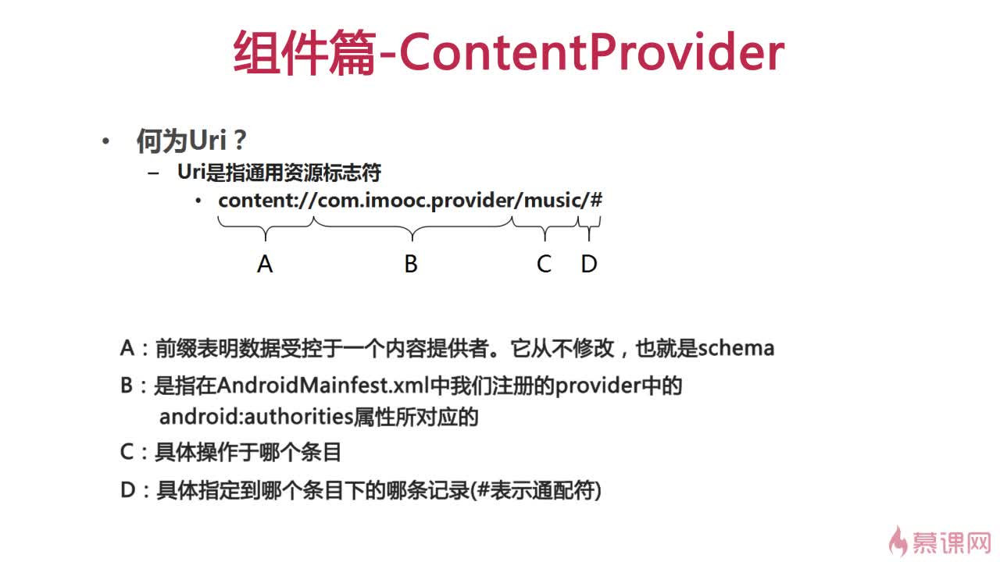 组件篇-ContentProvider
• 何为Uri？
– Uri是指通用资源标志符
• content://com.imooc.provider/music/#
A B C D
A：前缀表明数据受控于一个内容提供者。它从不修改，也就是schema
B：是指在AndroidMainfest.xml中我们注册的provider中的
android:authorities属性所对应的
C：具体操作于哪个条目
D：具体指定到哪个条目下的哪条记录(#表示通配符)
慕课网